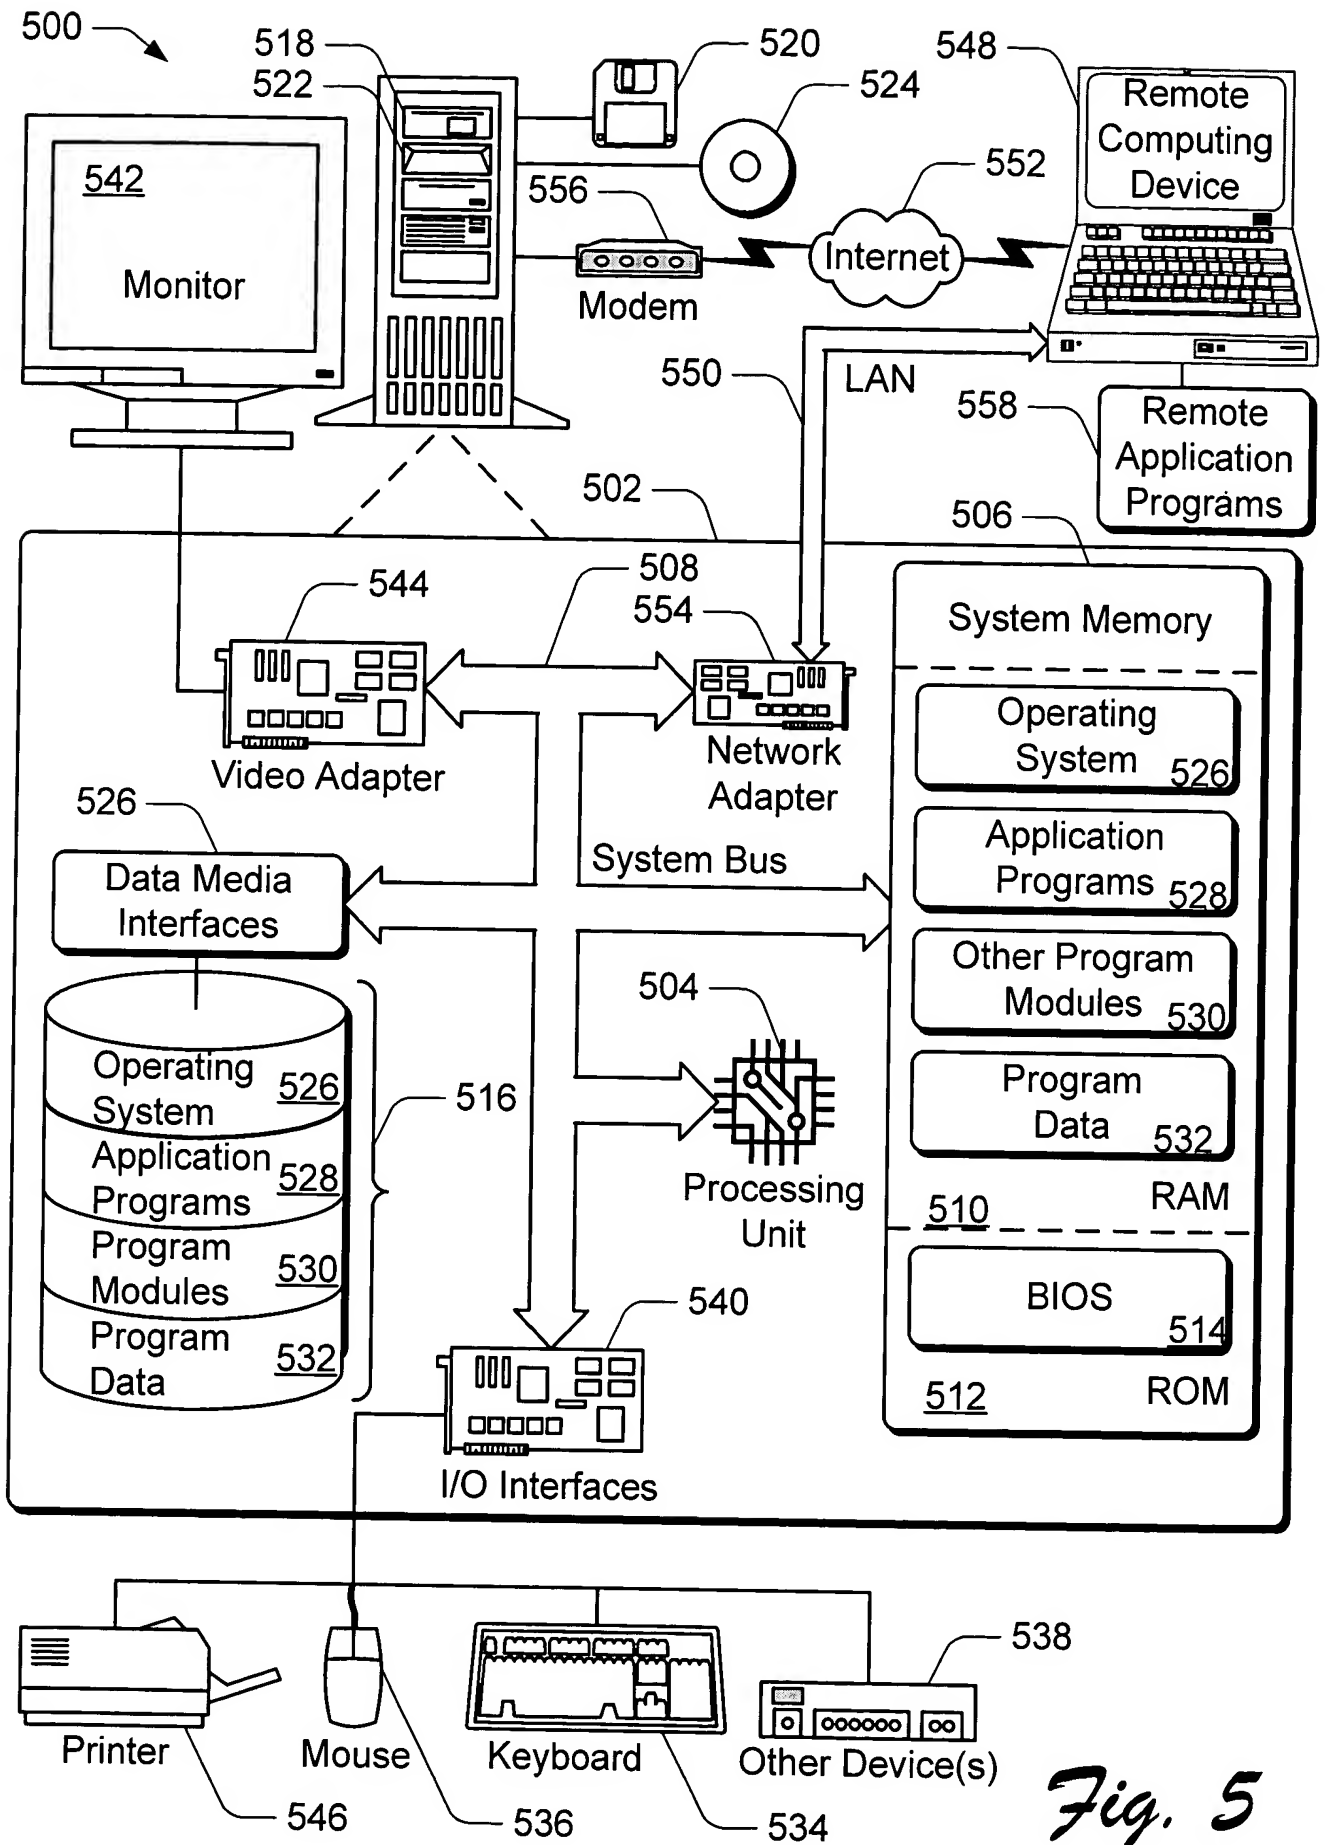 500
518
522
520
524
548
Remote
Computing
Device
542
Monitor
556
Modem
552
Internet
550
LAN
558
Remote
Application
Programs
502
506
508
544
554
Video Adapter
Network
Adapter
System Memory
Operating
System 526
Application
Programs 528
Other Program
Modules 530
Program
Data 532
510 RAM
BIOS
514
512 ROM
526
Data Media
Interfaces
System Bus
504
Processing
Unit
Operating
System 526
Application
Programs 528
Program
Modules 530
Program
Data 532
516
540
I/O Interfaces
Printer
546
Mouse
536
Keyboard
534
538
Other Device(s)
Fig. 5